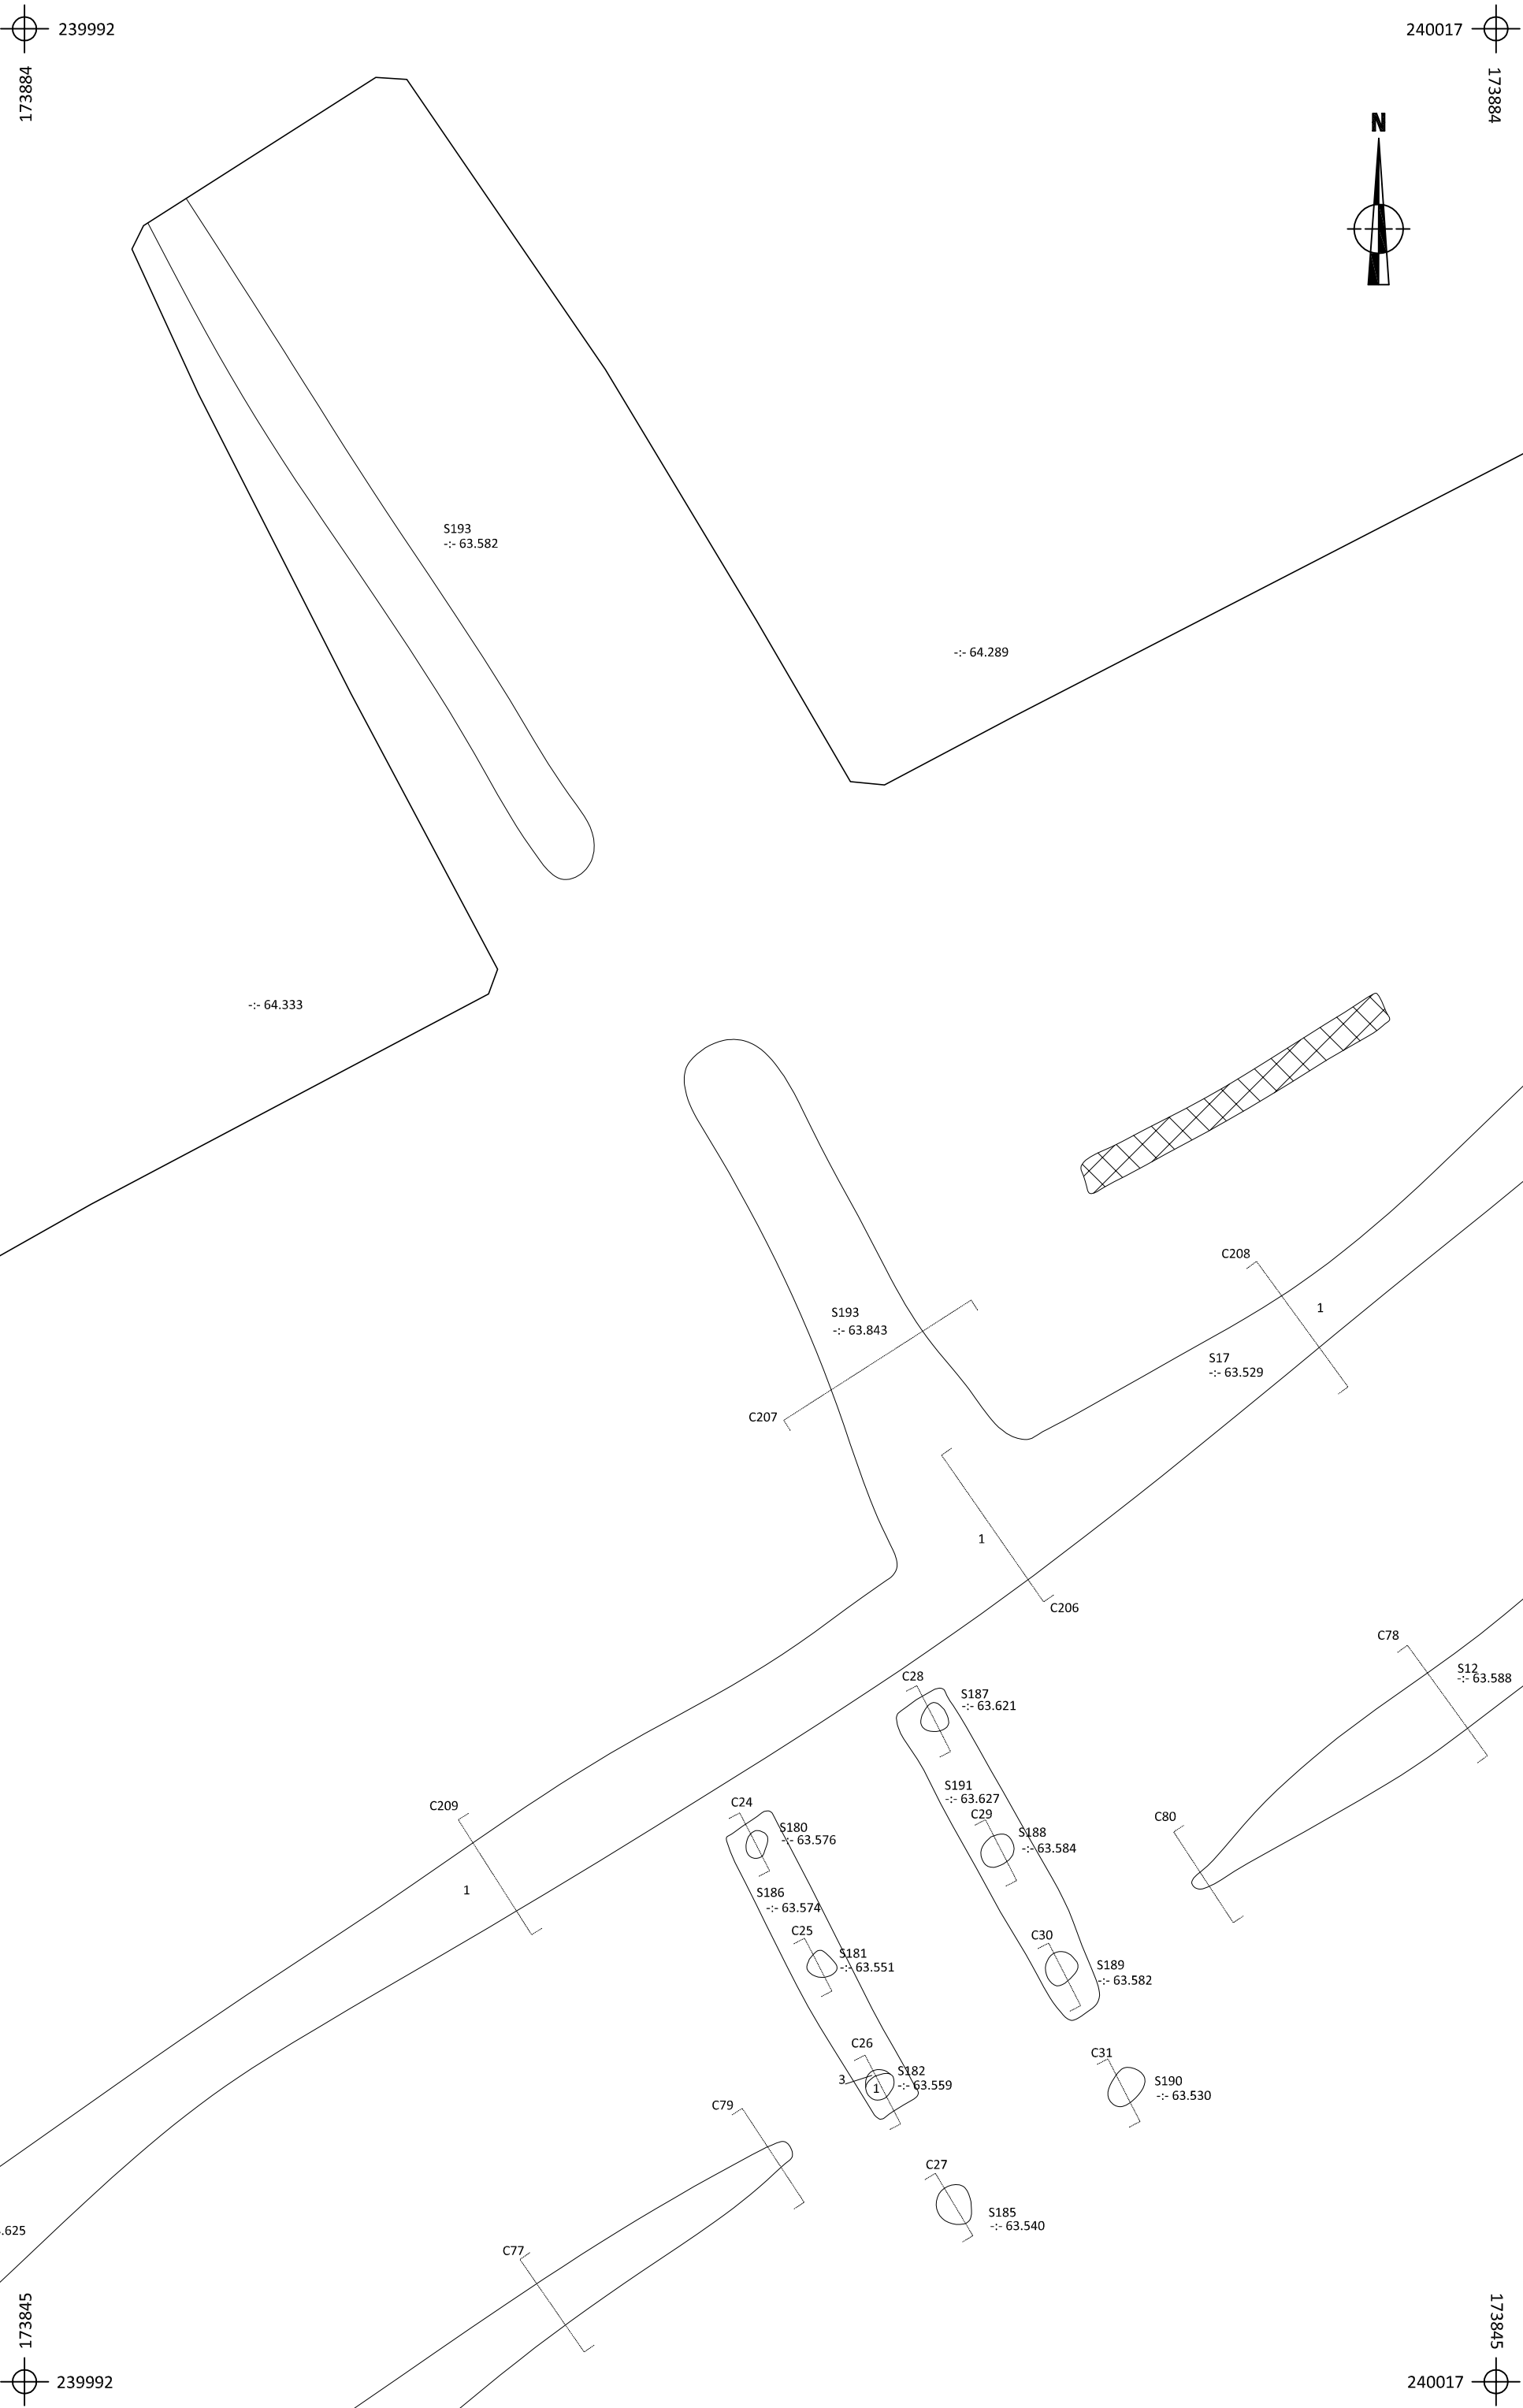 239992
240017
173884
173884
N
S193
-:- 63.582
-:- 64.289
-:- 64.333
C208
1
S193
-:- 63.843
S17
-:- 63.529
C207
1
C206
C78
S12
-:- 63.588
C28
S187
-:- 63.621
S191
-:- 63.627
C29
C24
C209
C80
S180
-:- 63.576
S188
-:- 63.584
1
S186
-:- 63.574
C25
C30
S181
-:- 63.551
S189
-:- 63.582
C26
C31
S182
-:- 63.559
3
1
S190
-:- 63.530
C79
C27
S185
-:- 63.540
.625
C77
173845
173845
239992
240017